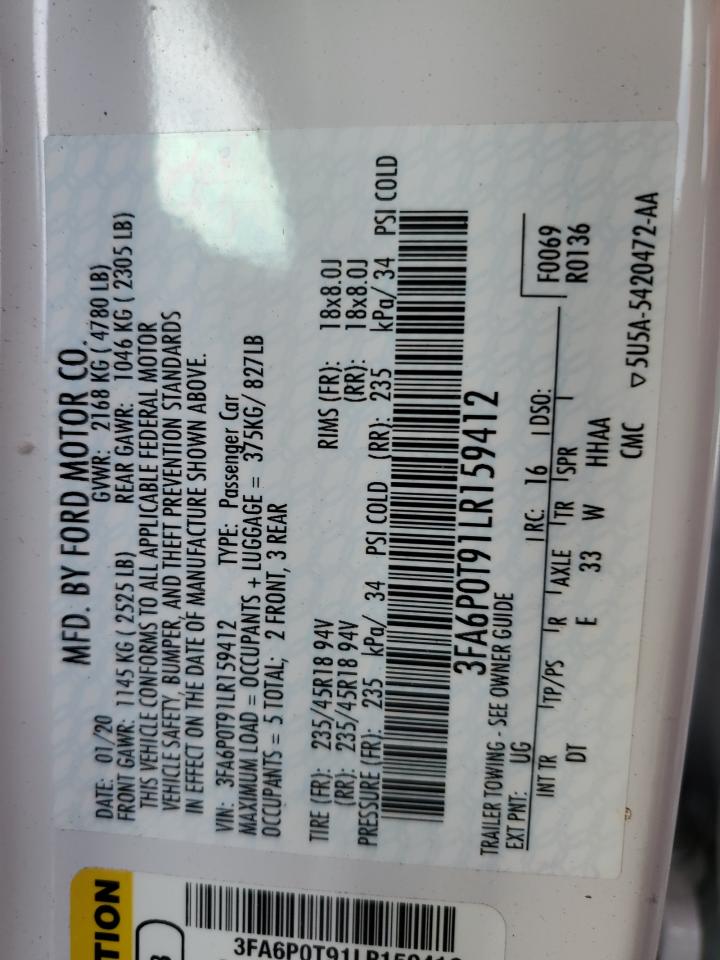 MFD. BY FORD MOTOR CO.
DATE: 01/20 GVWR: 2168 KG ( 4780 LB)
FRONT GAWR: 1145 KG ( 2525 LB) REAR GAWR: 1046 KG ( 2305 LB)
THIS VEHICLE CONFORMS TO ALL APPLICABLE FEDERAL MOTOR
VEHICLE SAFETY, BUMPER, AND THEFT PREVENTION STANDARDS
IN EFFECT ON THE DATE OF MANUFACTURE SHOWN ABOVE.
VIN: 3FA6P0T91LR159412 TYPE: Passenger Car
MAXIMUM LOAD = OCCUPANTS + LUGGAGE = 375KG/ 827LB
OCCUPANTS = 5 TOTAL; 2 FRONT, 3 REAR
TIRE (FR): 235/45R18 94V RIMS (FR): 18x8.0J
(RR): 235/45R18 94V (RR): 18x8.0J
PRESSURE (FR): 235 kPa/ 34 PSI COLD (RR): 235 kPa/ 34 PSI COLD
3FA6P0T91LR159412
TRAILER TOWING - SEE OWNER GUIDE
EXT PNT: UG RC: 16 DSO: F0069
R0136
INT TR TP/PS R AXLE TR SPR
DT E 33 W HHAA
CMC ▽5U5A-5420472-AA
TION
3FA6P0T91LR159412